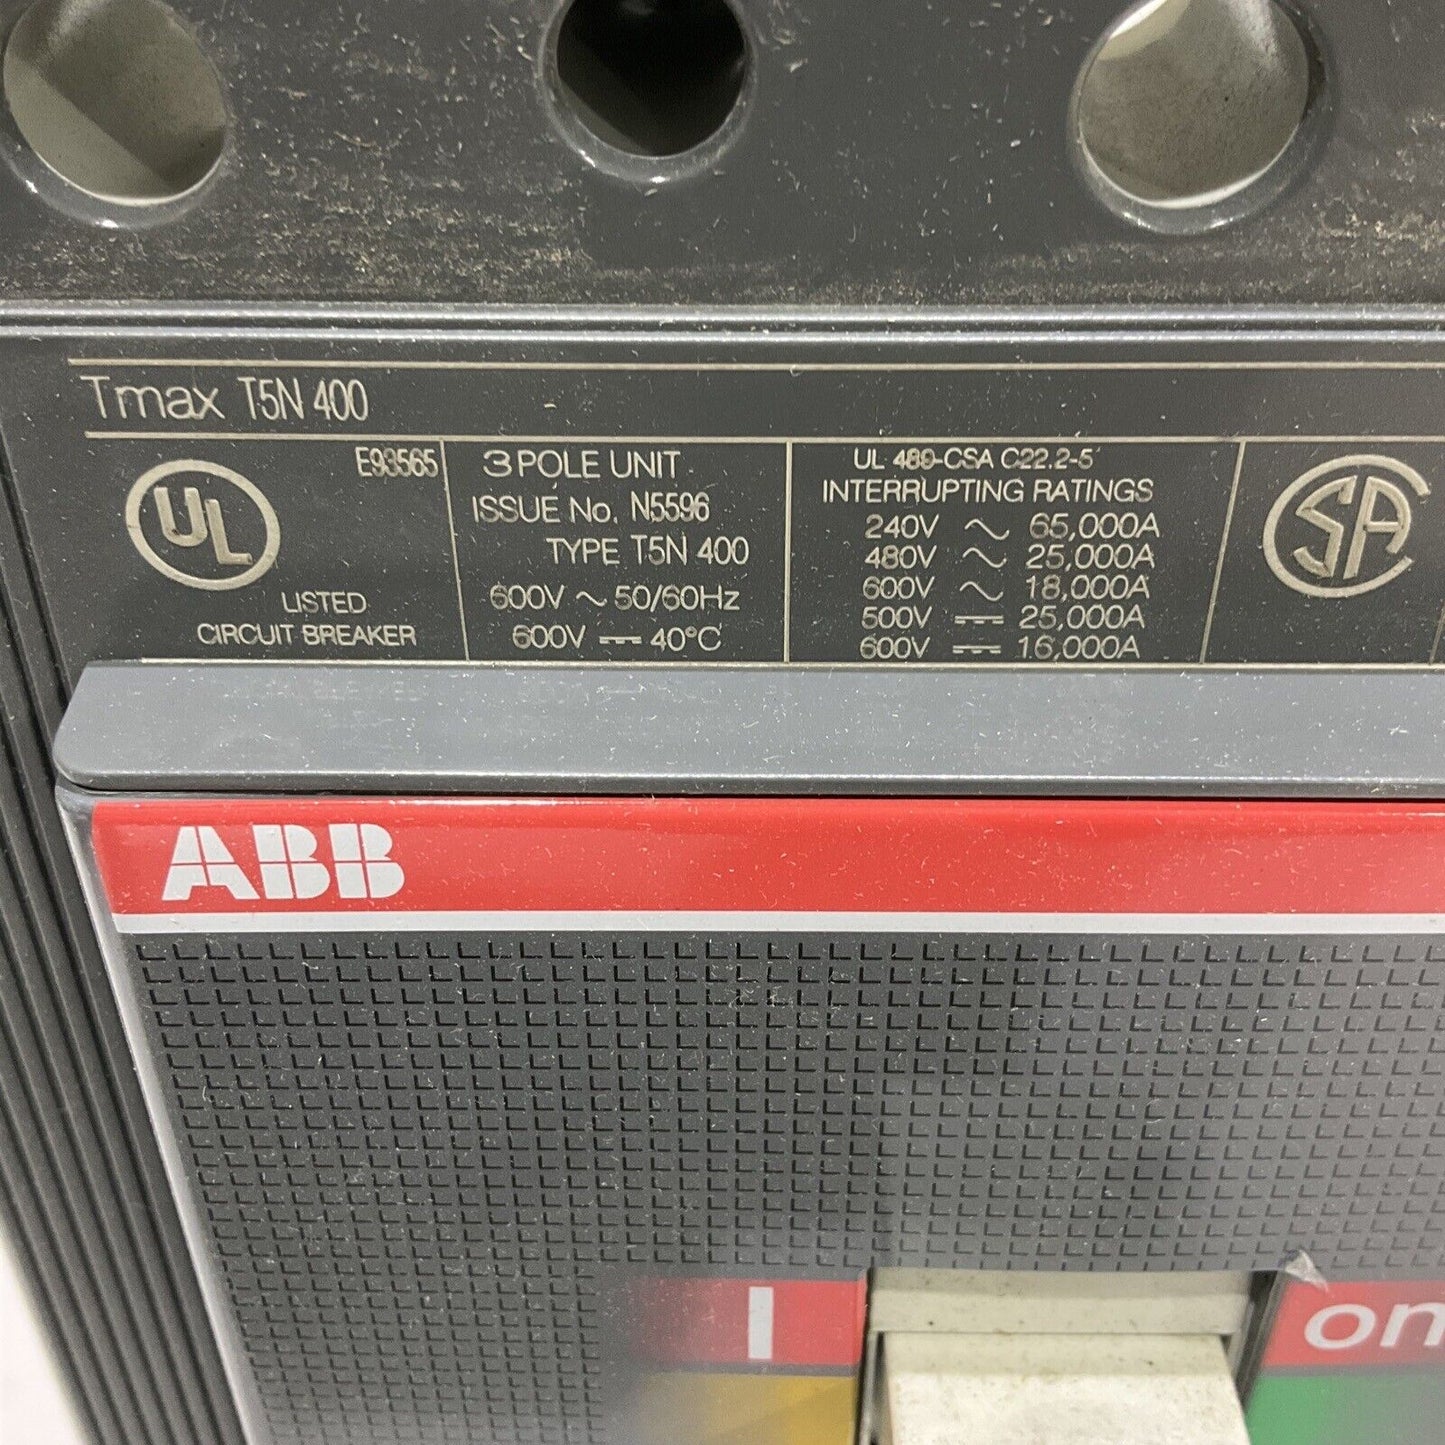 Tmax T5N 400
E93565
UL
LISTED
CIRCUIT BREAKER
3 POLE UNIT
ISSUE No. N5596
TYPE T5N 400
600V ~ 50/60Hz
600V ⎓ 40°C
UL 489-CSA C22.2-5
INTERRUPTING RATINGS
240V ~ 65,000A
480V ~ 25,000A
600V ~ 18,000A
500V ⎓ 25,000A
600V ⎓ 16,000A
SA
ABB
I
on